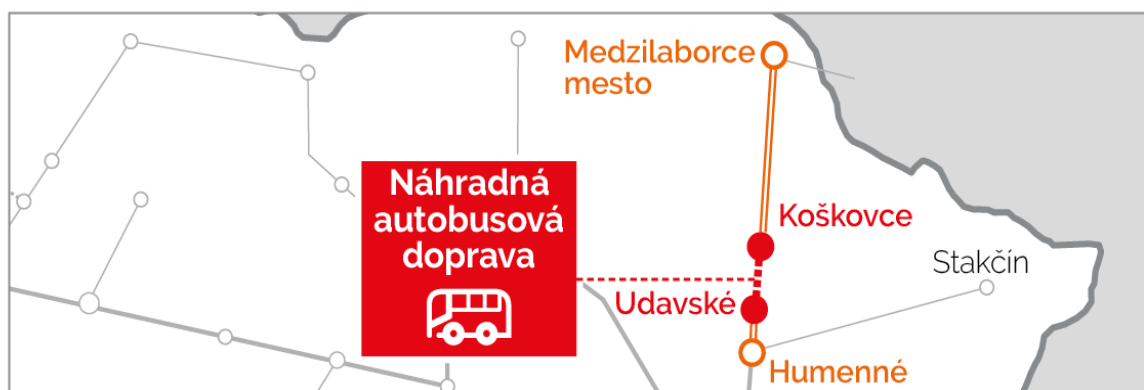 Medzilaborce
mesto
Náhradná
autobusová
doprava
Koškovce
Stakčín
Udavské
Humenné